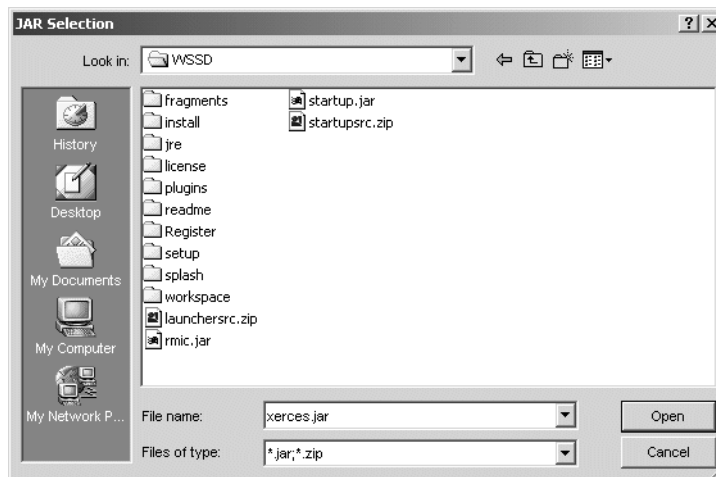 JAR Selection
Look in:
WSSD
History
Desktop
My Documents
My Computer
My Network P...
fragments
install
jre
license
plugins
readme
Register
setup
splash
workspace
launchersrc.zip
rmic.jar
startup.jar
startupsrc.zip
File name:
xerces.jar
Open
Files of type:
*.jar;*.zip
Cancel